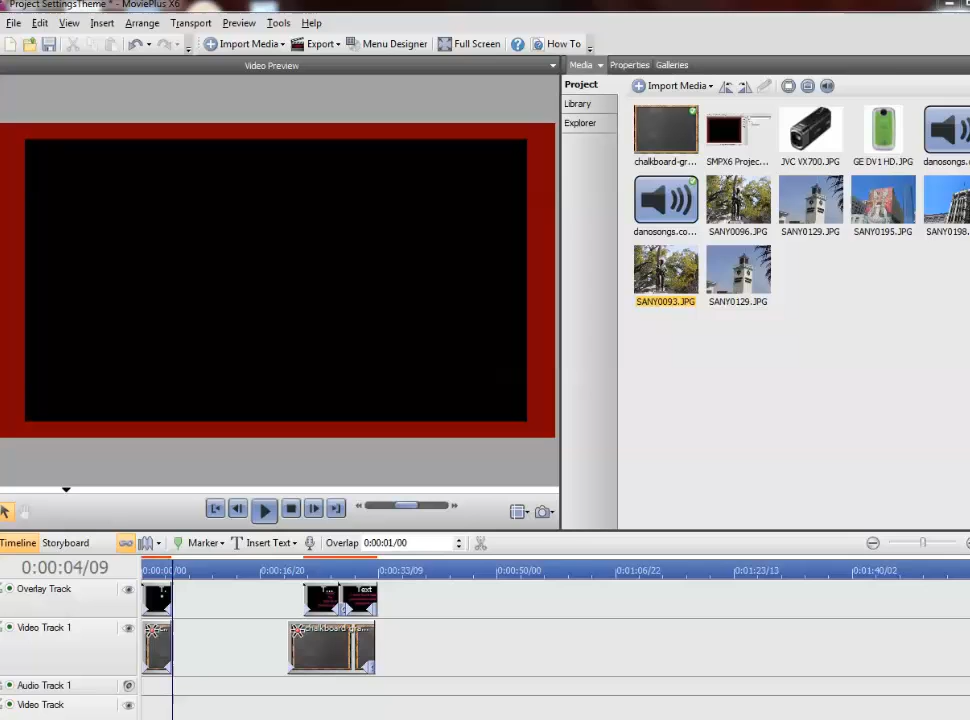 Project SettingsTheme * - MoviePlus X6
File Edit View Insert Arrange Transport Preview Tools Help
Import Media Export Menu Designer Full Screen How To
Video Preview
Media Properties Galleries
Project
Library
Explorer
Import Media
chalkboard-gr... SMPX6 Projec... JVC VX700.JPG GE DV1 HD.JPG danosongs.c
danosongs.co... SANY0096.JPG SANY0129.JPG SANY0195.JPG SANY0198.
SANY0093.JPG SANY0129.JPG
Timeline Storyboard Marker Insert Text Overlap 0:00:01/00
0:00:04/09
0:00:00/00 0:00:16/20 0:00:33/09 0:00:50/00 0:01:06/22 0:01:23/13 0:01:40/02
Overlay Track
T... Text
Video Track 1
chalkboard-gra...
Audio Track 1
Video Track